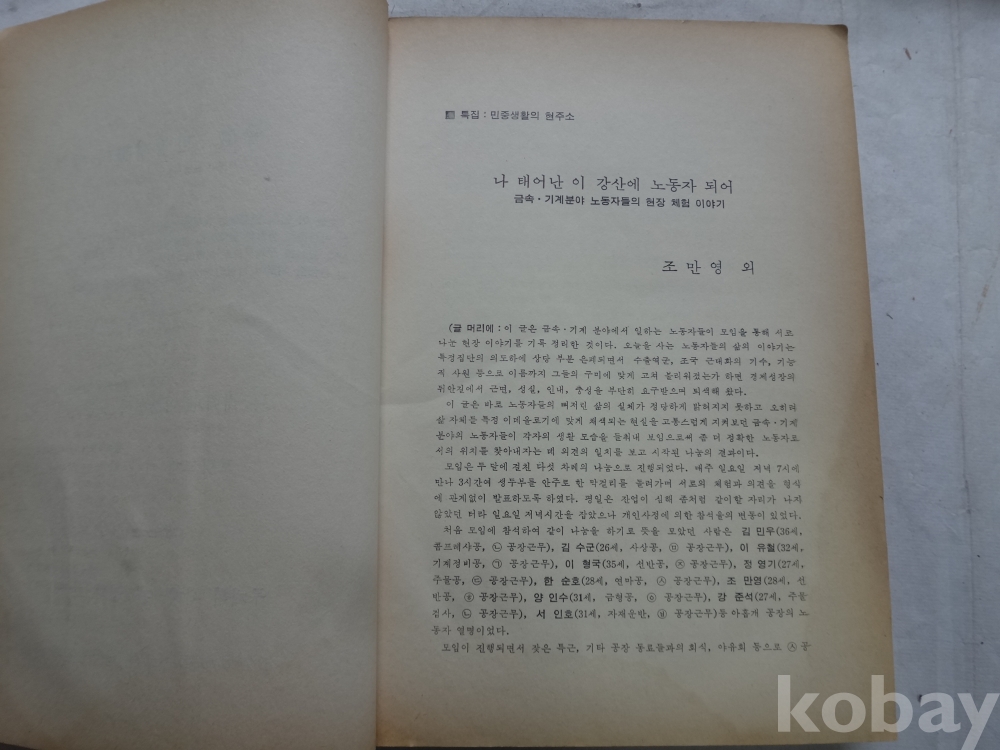 특집 : 민중생활의 현주소
나 태어난 이 강산에 노동자 되어
금속·기계분야 노동자들의 현장 체험 이야기
조 만 영 외
(글 머리에 : 이 글은 금속·기계 분야에서 일하는 노동자들이 모임을 통해 서로
나눈 현장 이야기를 기록 정리한 것이다. 오늘을 사는 노동자들의 삶의 이야기는
특정집단의 의도하에 상당 부분 은폐되면서 수출역군, 조국 근대화의 기수, 기능
직 사원 등으로 이름까지 그들의 구미에 맞게 고쳐 불리워졌는가 하면 경제성장의
뒤안길에서 근면, 성실, 인내, 충성을 부단히 요구받으며 퇴색해 왔다.
이 글은 바로 노동자들의 뼈저린 삶의 실체가 정당하게 밝혀지지 못하고 오히려
삶 자체를 특정 이데올로기에 맞게 채색되는 현실을 고통스럽게 지켜보던 금속·기계
분야의 노동자들이 각자의 생활 모습을 들춰내 보임으로써 좀 더 정확한 노동자로
서의 위치를 찾아내자는 데 의견의 일치를 보고 시작된 나눔의 결과이다.
모임은 두 달에 걸친 다섯 차례의 나눔으로 진행되었다. 매주 일요일 저녁 7시에
만나 3시간여 생두부를 안주로 한 막걸리를 돌려가며 서로의 체험과 의견을 형식
에 관계없이 발표하도록 하였다. 평일은 잔업이 심해 좀처럼 같이할 자리가 나지
않았던 터라 일요일 저녁시간을 잡았으나 개인사정에 의한 참석율의 변동이 있었다.
처음 모임에 참석하여 같이 나눔을 하기로 뜻을 모았던 사람은 김 민우(36세,
콤프레샤공, ㉡ 공장근무), 김 수군(26세, 사상공, ㉤ 공장근무), 이 유철(32세,
기계정비공, ㉠ 공장근무), 이 형국(35세, 선반공, ㉨ 공장근무), 정 영기(27세,
주물공, ㉢ 공장근무), 한 순호(28세, 연마공, ㉦ 공장근무), 조 만영(28세, 선
반공, 공장근무), 양 인수(31세, 금형공, ㉧ 공장근무), 강 준석(27세, 주물
검사, ㉡ 공장근무), 서 인호(31세, 자재운반, 공장근무)등 아홉개 공장의 노
동자 열명이었다.
모임이 진행되면서 잦은 특근, 기타 공장 동료들과의 회식, 야유회 등으로 ㉦ 공
kobay